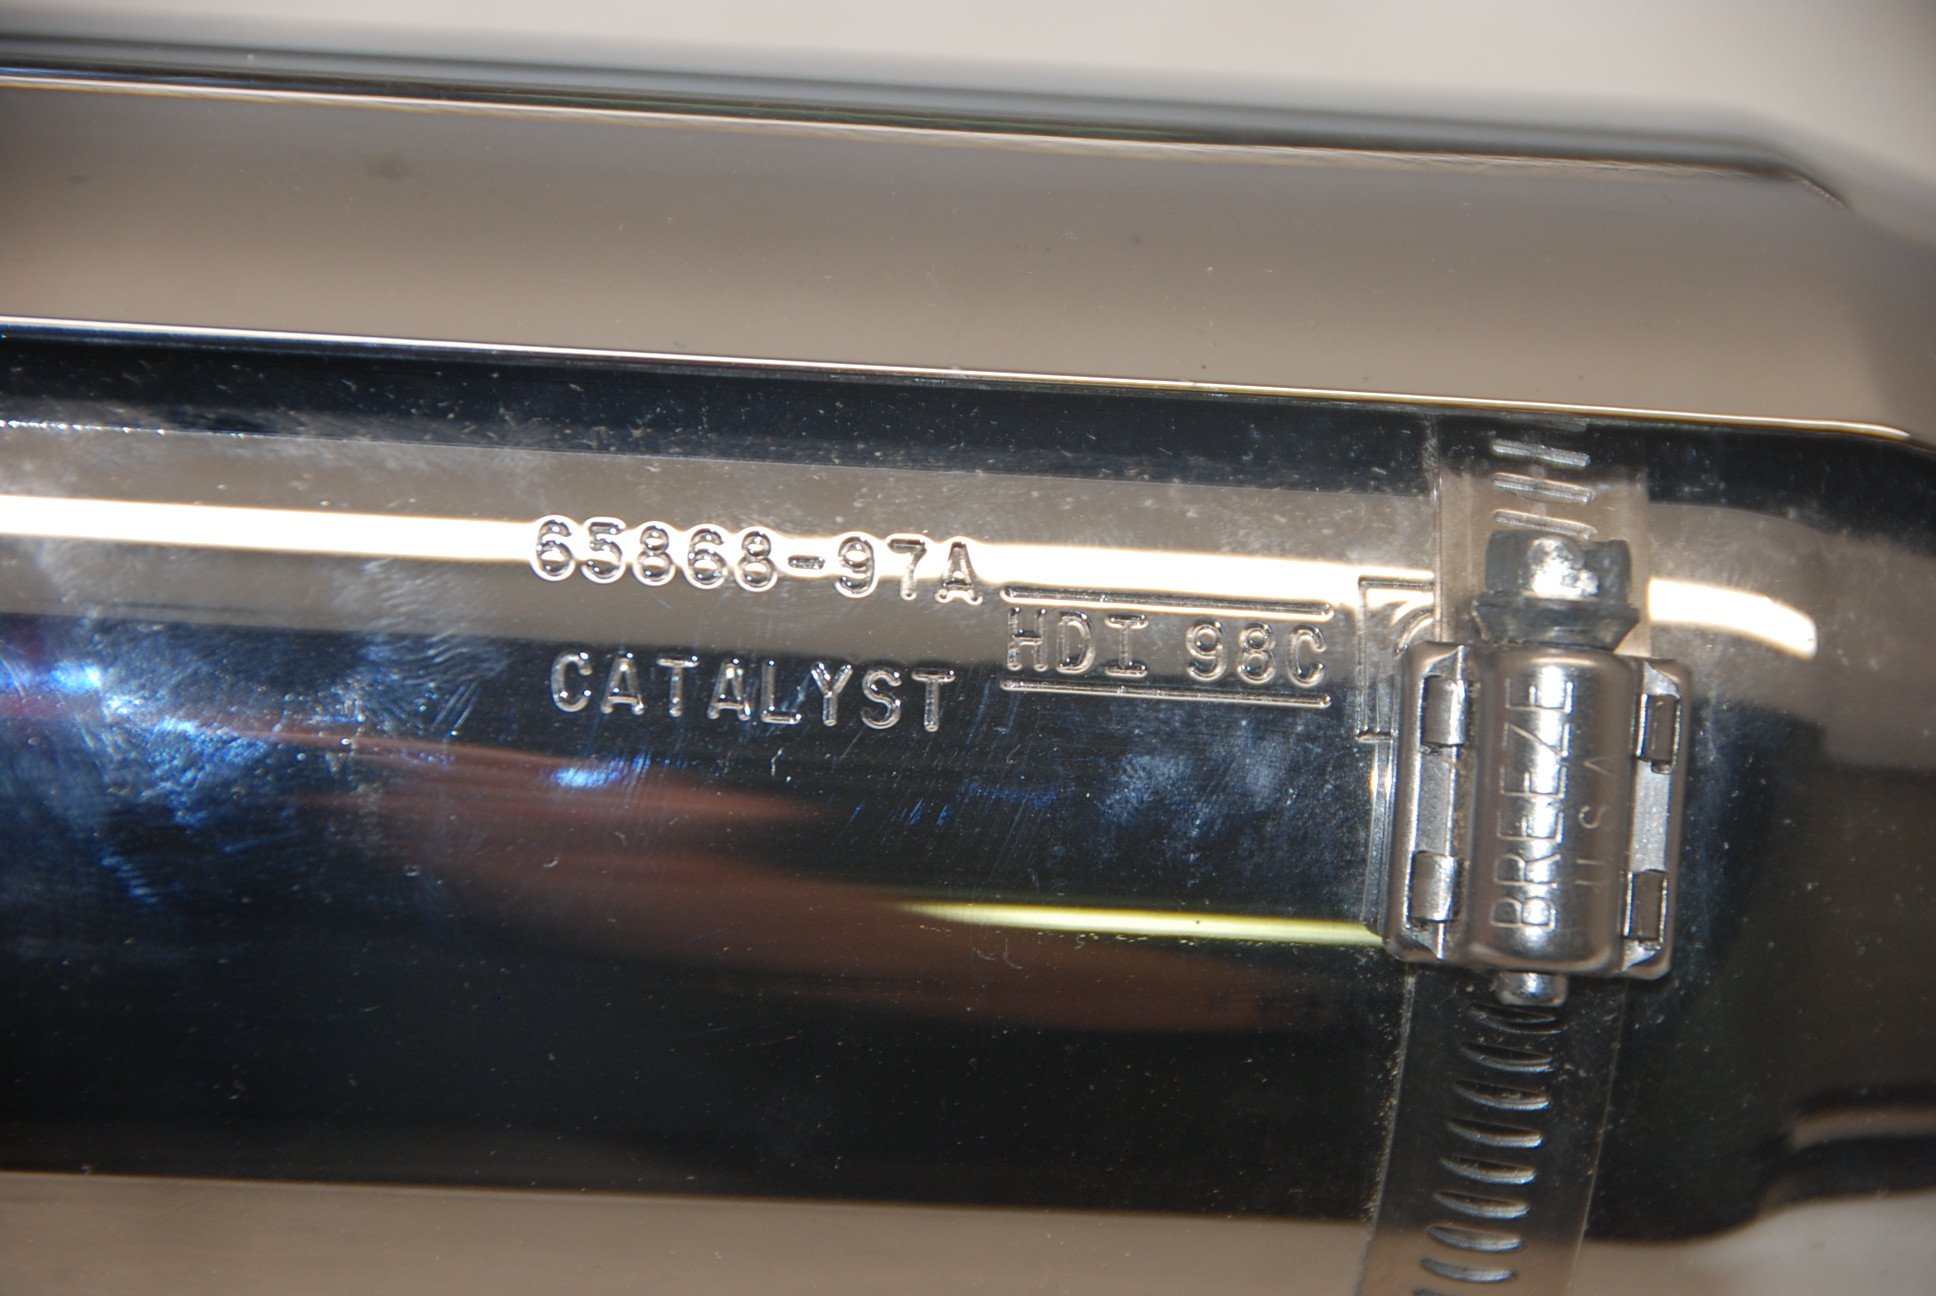 65868-97A
CATALYST
HDI 98C
BREEZE
USA